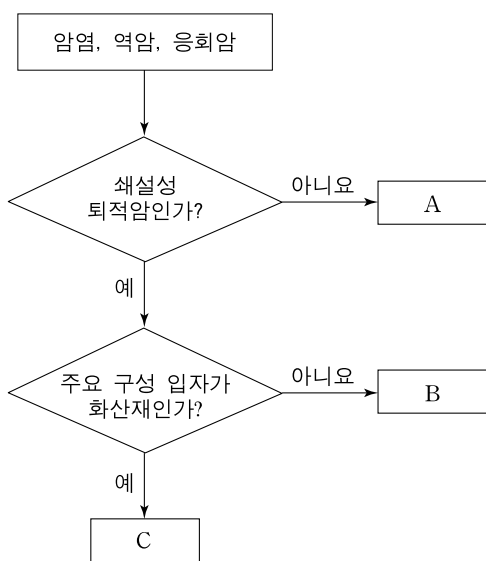 암염, 역암, 응회암
쇄설성
퇴적암인가?
아니요
A
예
주요 구성 입자가
화산재인가?
아니요
B
예
C